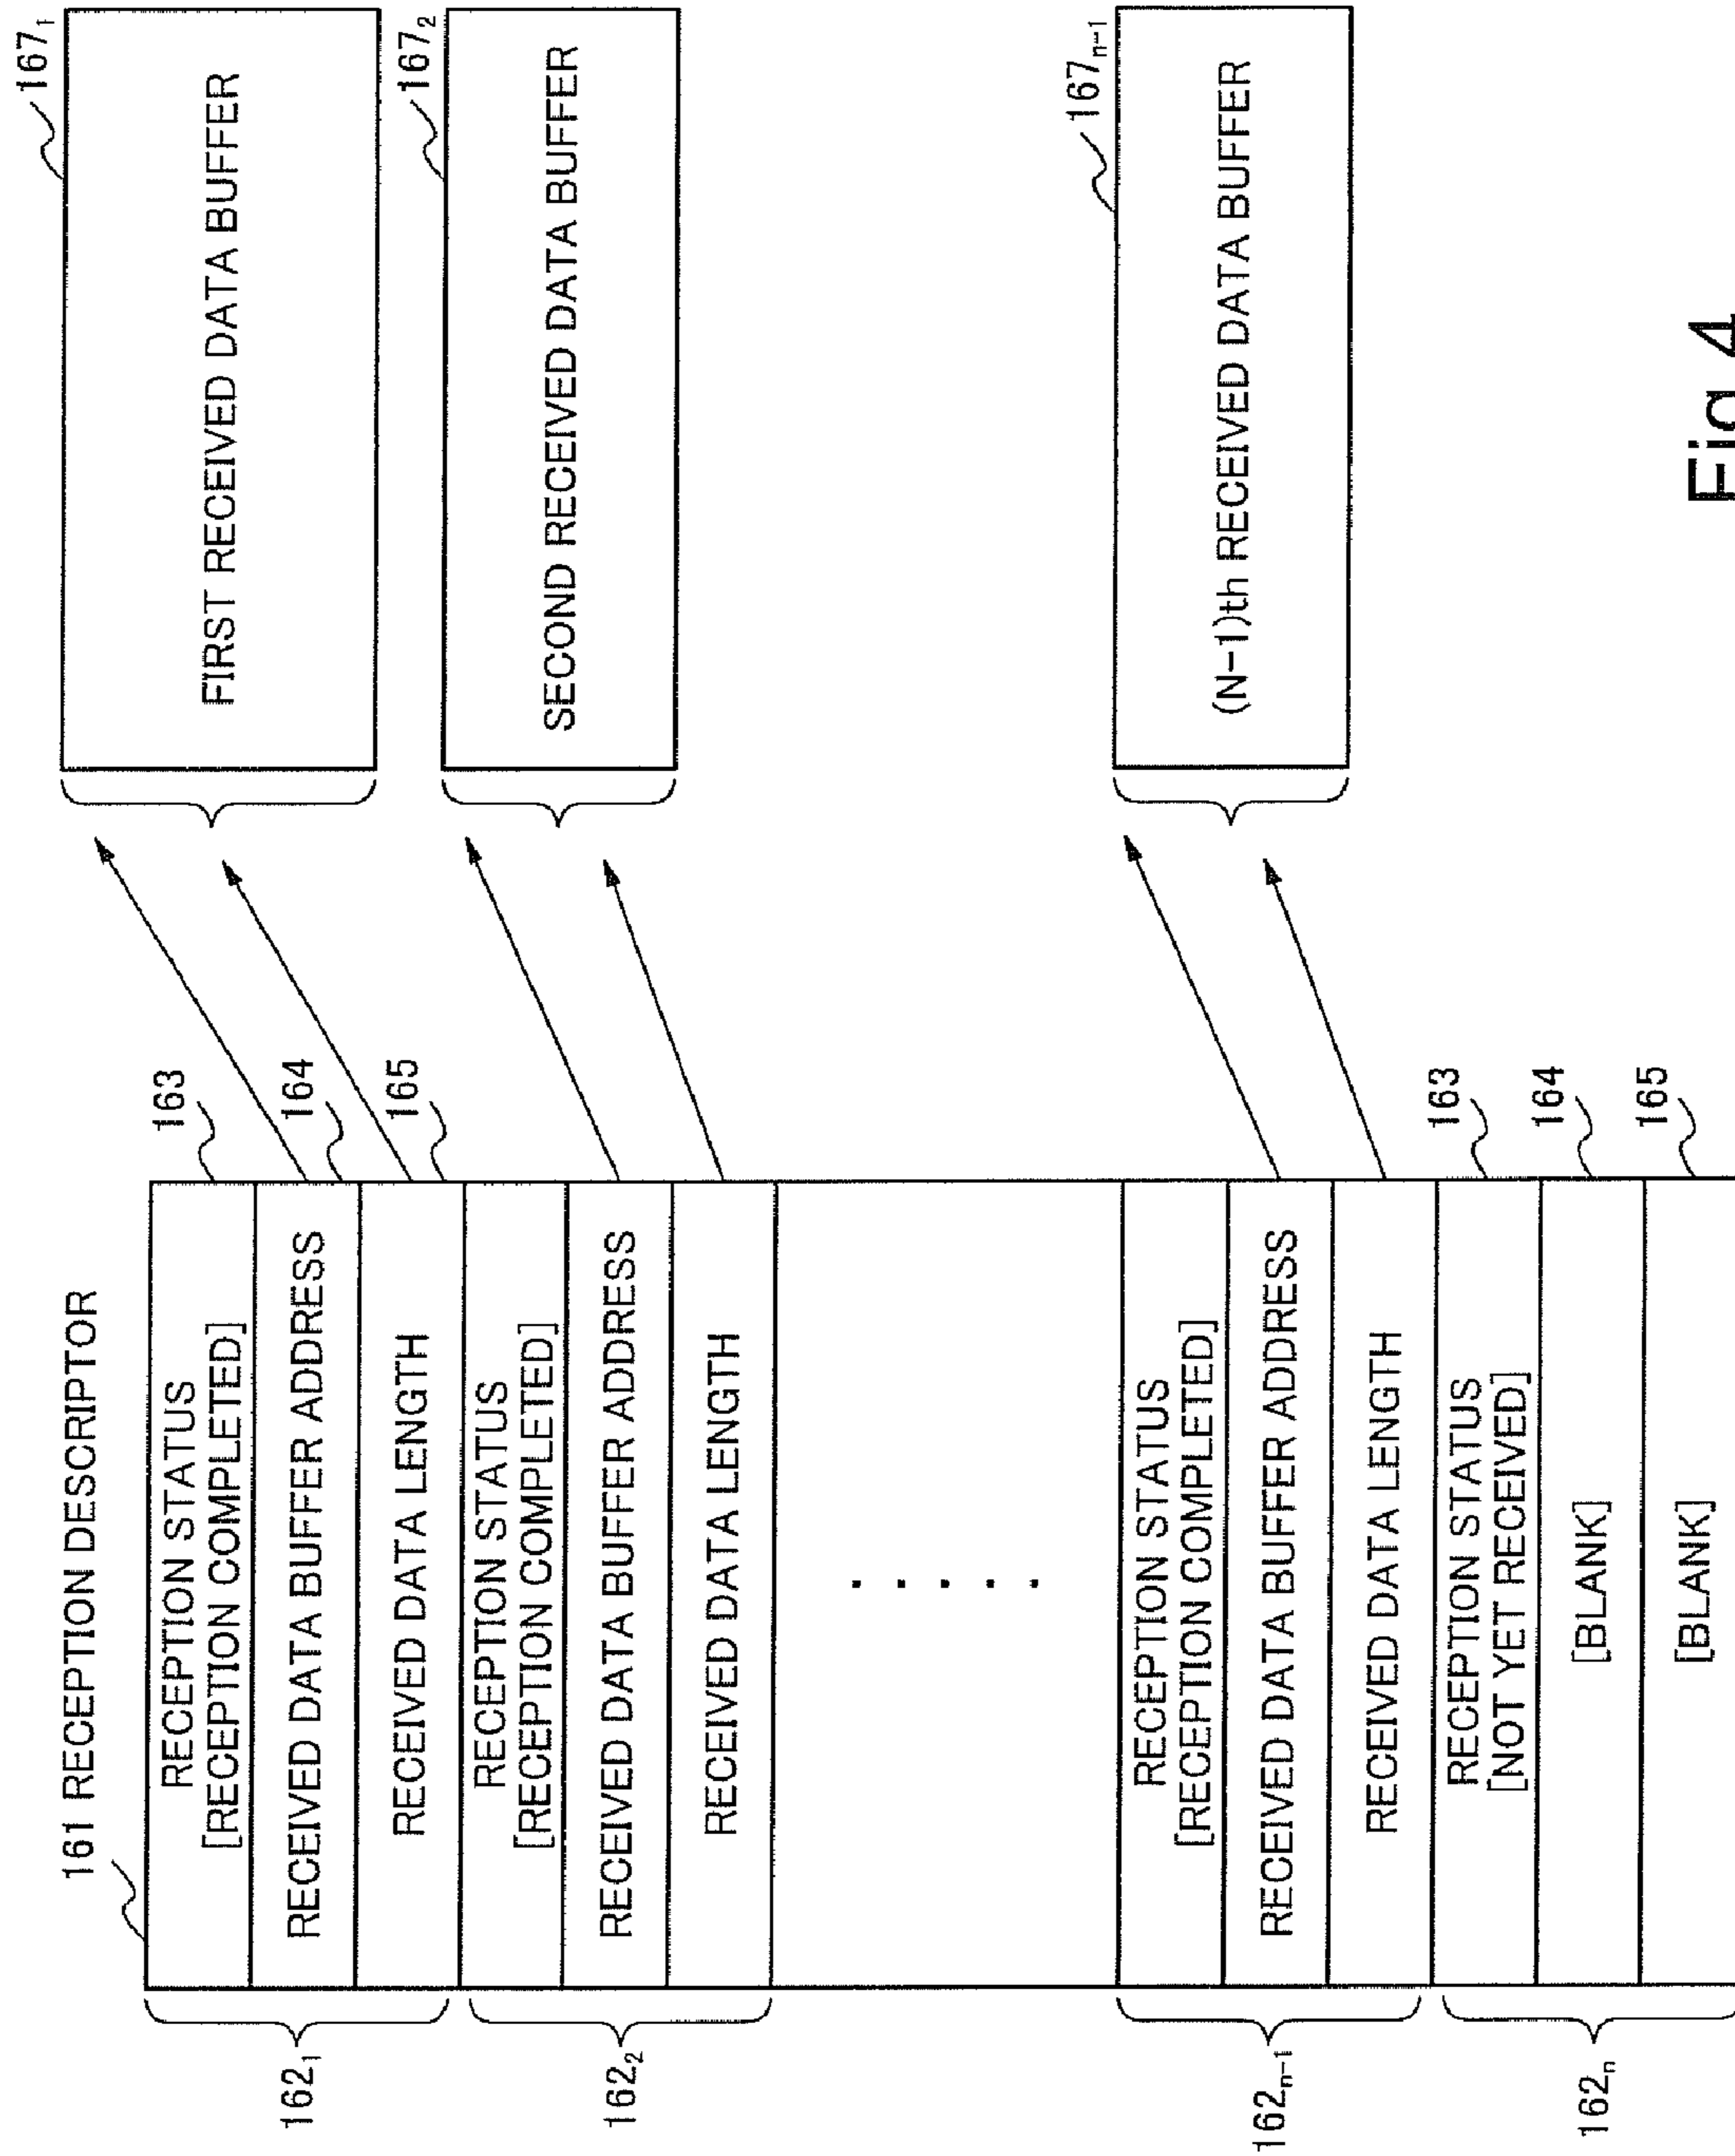 161 RECEPTION DESCRIPTOR
162₁
RECEPTION STATUS
[RECEPTION COMPLETED]
163
RECEIVED DATA BUFFER ADDRESS
164
RECEIVED DATA LENGTH
165
167₁
FIRST RECEIVED DATA BUFFER
162₂
RECEPTION STATUS
[RECEPTION COMPLETED]
RECEIVED DATA BUFFER ADDRESS
RECEIVED DATA LENGTH
167₂
SECOND RECEIVED DATA BUFFER
.....
162ₙ₋₁
RECEPTION STATUS
[RECEPTION COMPLETED]
RECEIVED DATA BUFFER ADDRESS
RECEIVED DATA LENGTH
167ₙ₋₁
(N-1)th RECEIVED DATA BUFFER
162ₙ
RECEPTION STATUS
[NOT YET RECEIVED]
163
[BLANK]
164
[BLANK]
165
Fig. 4